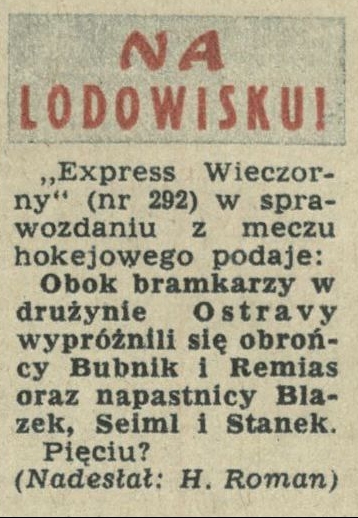 NA
LODOWISKU!
„Express Wieczor-
ny" (nr 292) w spra-
wozdaniu z meczu
hokejowego podaje:
Obok bramkarzy w
drużynie Ostravy
wypróżnili się obroń-
cy Bubnik i Remias
oraz napastnicy Bla-
zek, Seiml i Stanek.
Pięciu?
(Nadesłał: H. Roman)